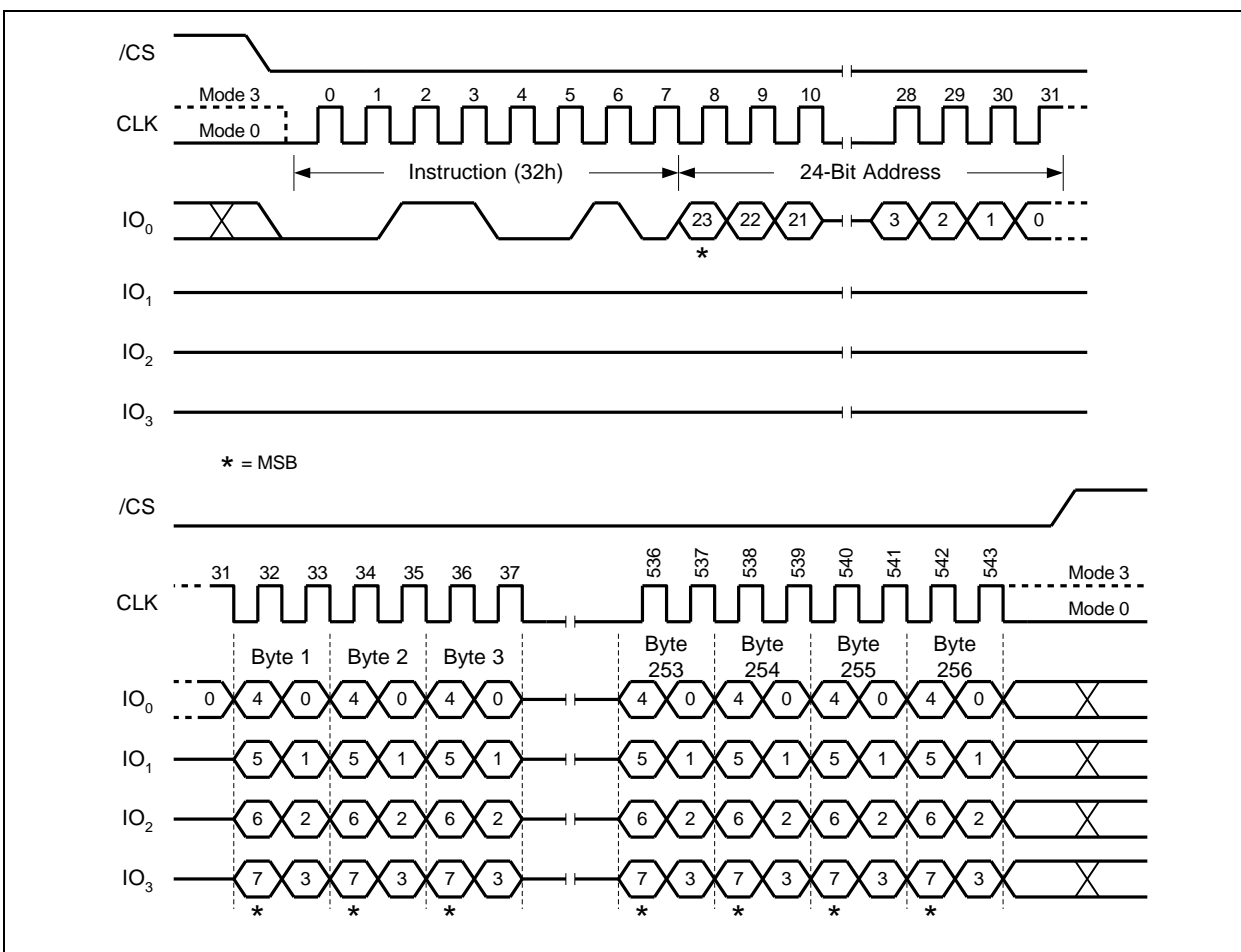 /CS
Mode 3 0 1 2 3 4 5 6 7 8 9 10 28 29 30 31
CLK
Mode 0
Instruction (32h) 24-Bit Address
IO0 23 22 21 3 2 1 0
*
IO1
IO2
IO3
* = MSB
/CS
31 32 33 34 35 36 37 536 537 538 539 540 541 542 543 Mode 3
CLK
Mode 0
Byte 1 Byte 2 Byte 3 Byte 253 Byte 254 Byte 255 Byte 256
IO0 0 4 0 4 0 4 0 4 0 4 0 4 0 4 0
IO1 5 1 5 1 5 1 5 1 5 1 5 1 5 1
IO2 6 2 6 2 6 2 6 2 6 2 6 2 6 2
IO3 7 3 7 3 7 3 7 3 7 3 7 3 7 3
* * * * * * *